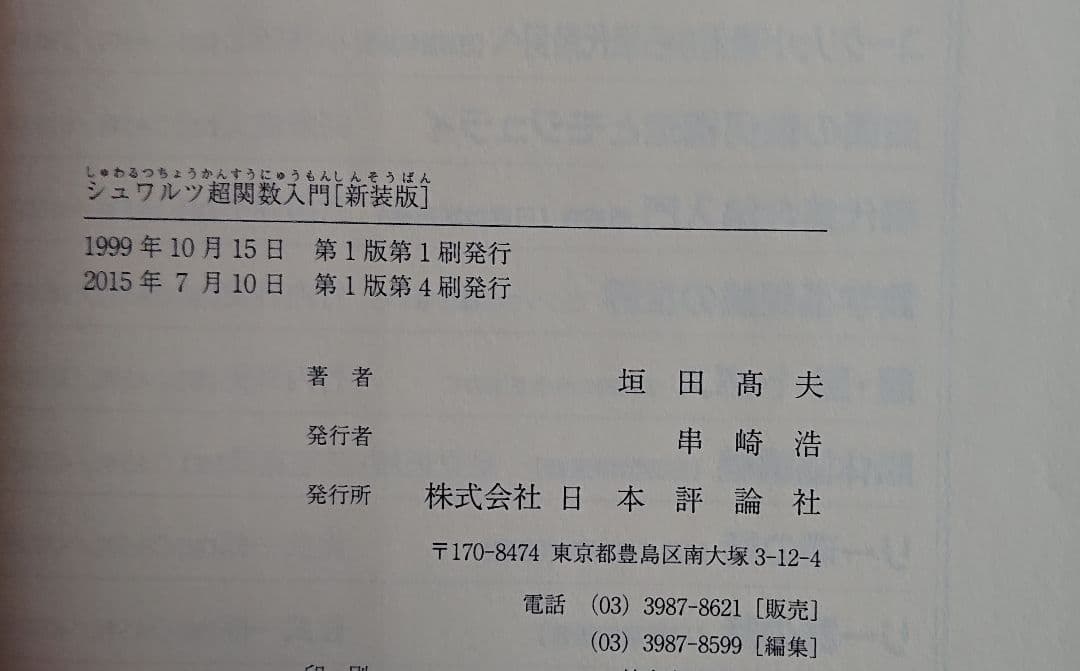 しゅわるつちょうかんすうにゅうもんしんそうばん
シュワルツ超関数入門[新装版]
1999年10月15日 第1版第1刷発行
2015年 7月10日 第1版第4刷発行
著 者 垣 田 髙 夫
発行者 串 崎 浩
発行所 株式会社 日 本 評 論 社
〒170-8474 東京都豊島区南大塚3-12-4
電話 (03) 3987-8621 [販売]
(03) 3987-8599 [編集]